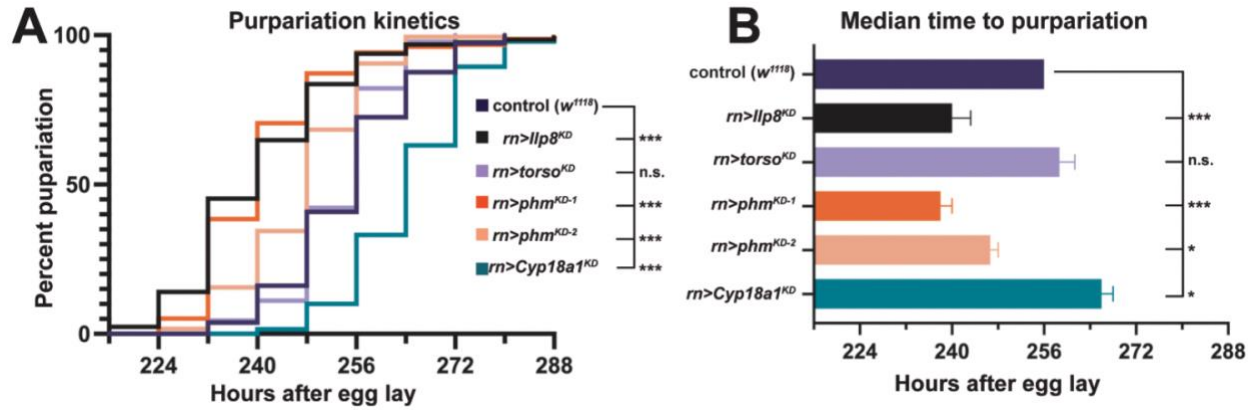 A
Purpariation kinetics
100
50
0
Percent pupariation
224 240 256 272 288
Hours after egg lay
control (w¹¹¹⁸)
rn>Ilp8ᴷᴰ ***
rn>torsoᴷᴰ n.s.
rn>phmᴷᴰ⁻¹ ***
rn>phmᴷᴰ⁻² ***
rn>Cyp18a1ᴷᴰ ***
B
Median time to purpariation
control (w¹¹¹⁸)
rn>Ilp8ᴷᴰ ***
rn>torsoᴷᴰ n.s.
rn>phmᴷᴰ⁻¹ ***
rn>phmᴷᴰ⁻² *
rn>Cyp18a1ᴷᴰ *
224 240 256 272 288
Hours after egg lay